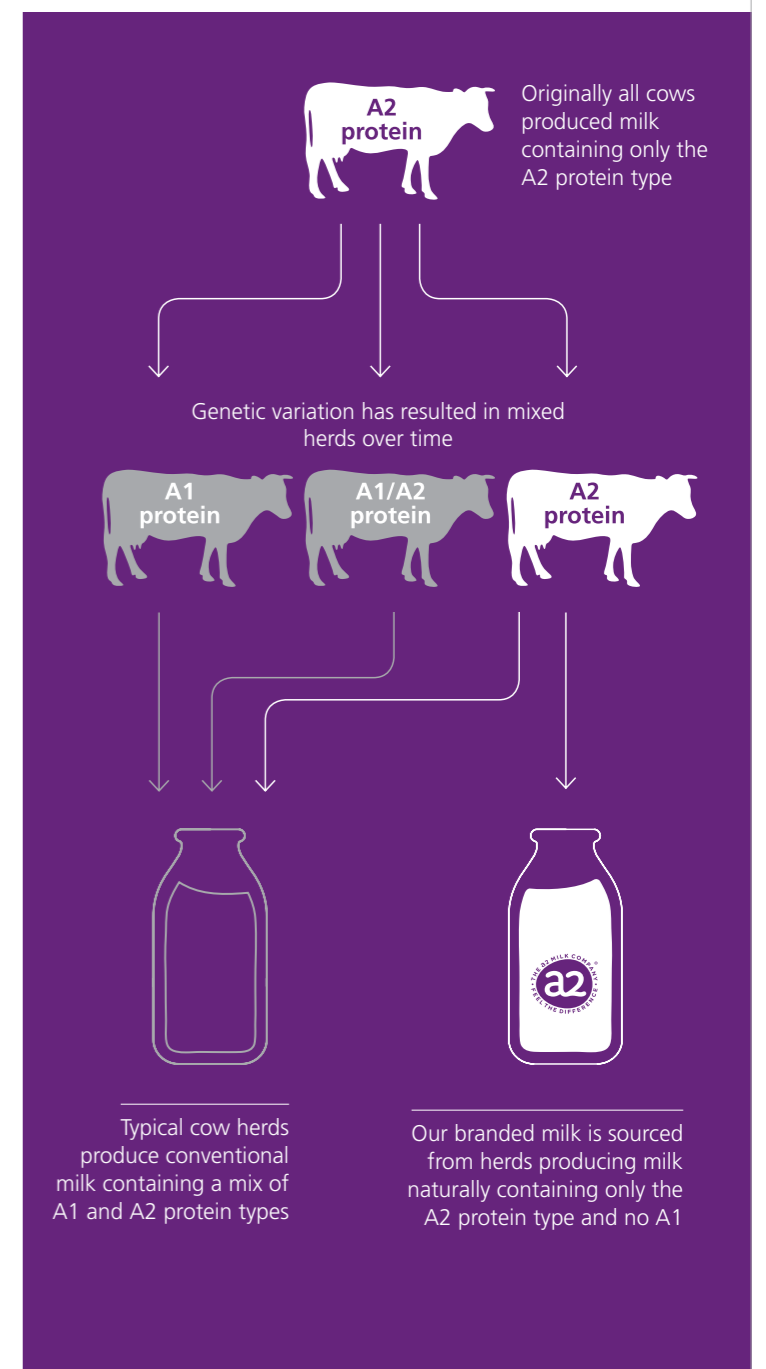 A2
protein
Originally all cows
produced milk
containing only the
A2 protein type
Genetic variation has resulted in mixed
herds over time
A1
protein
A1/A2
protein
A2
protein
THE a2 MILK COMPANY
a2
FEEL THE DIFFERENCE
®
Typical cow herds
produce conventional
milk containing a mix of
A1 and A2 protein types
Our branded milk is sourced
from herds producing milk
naturally containing only the
A2 protein type and no A1